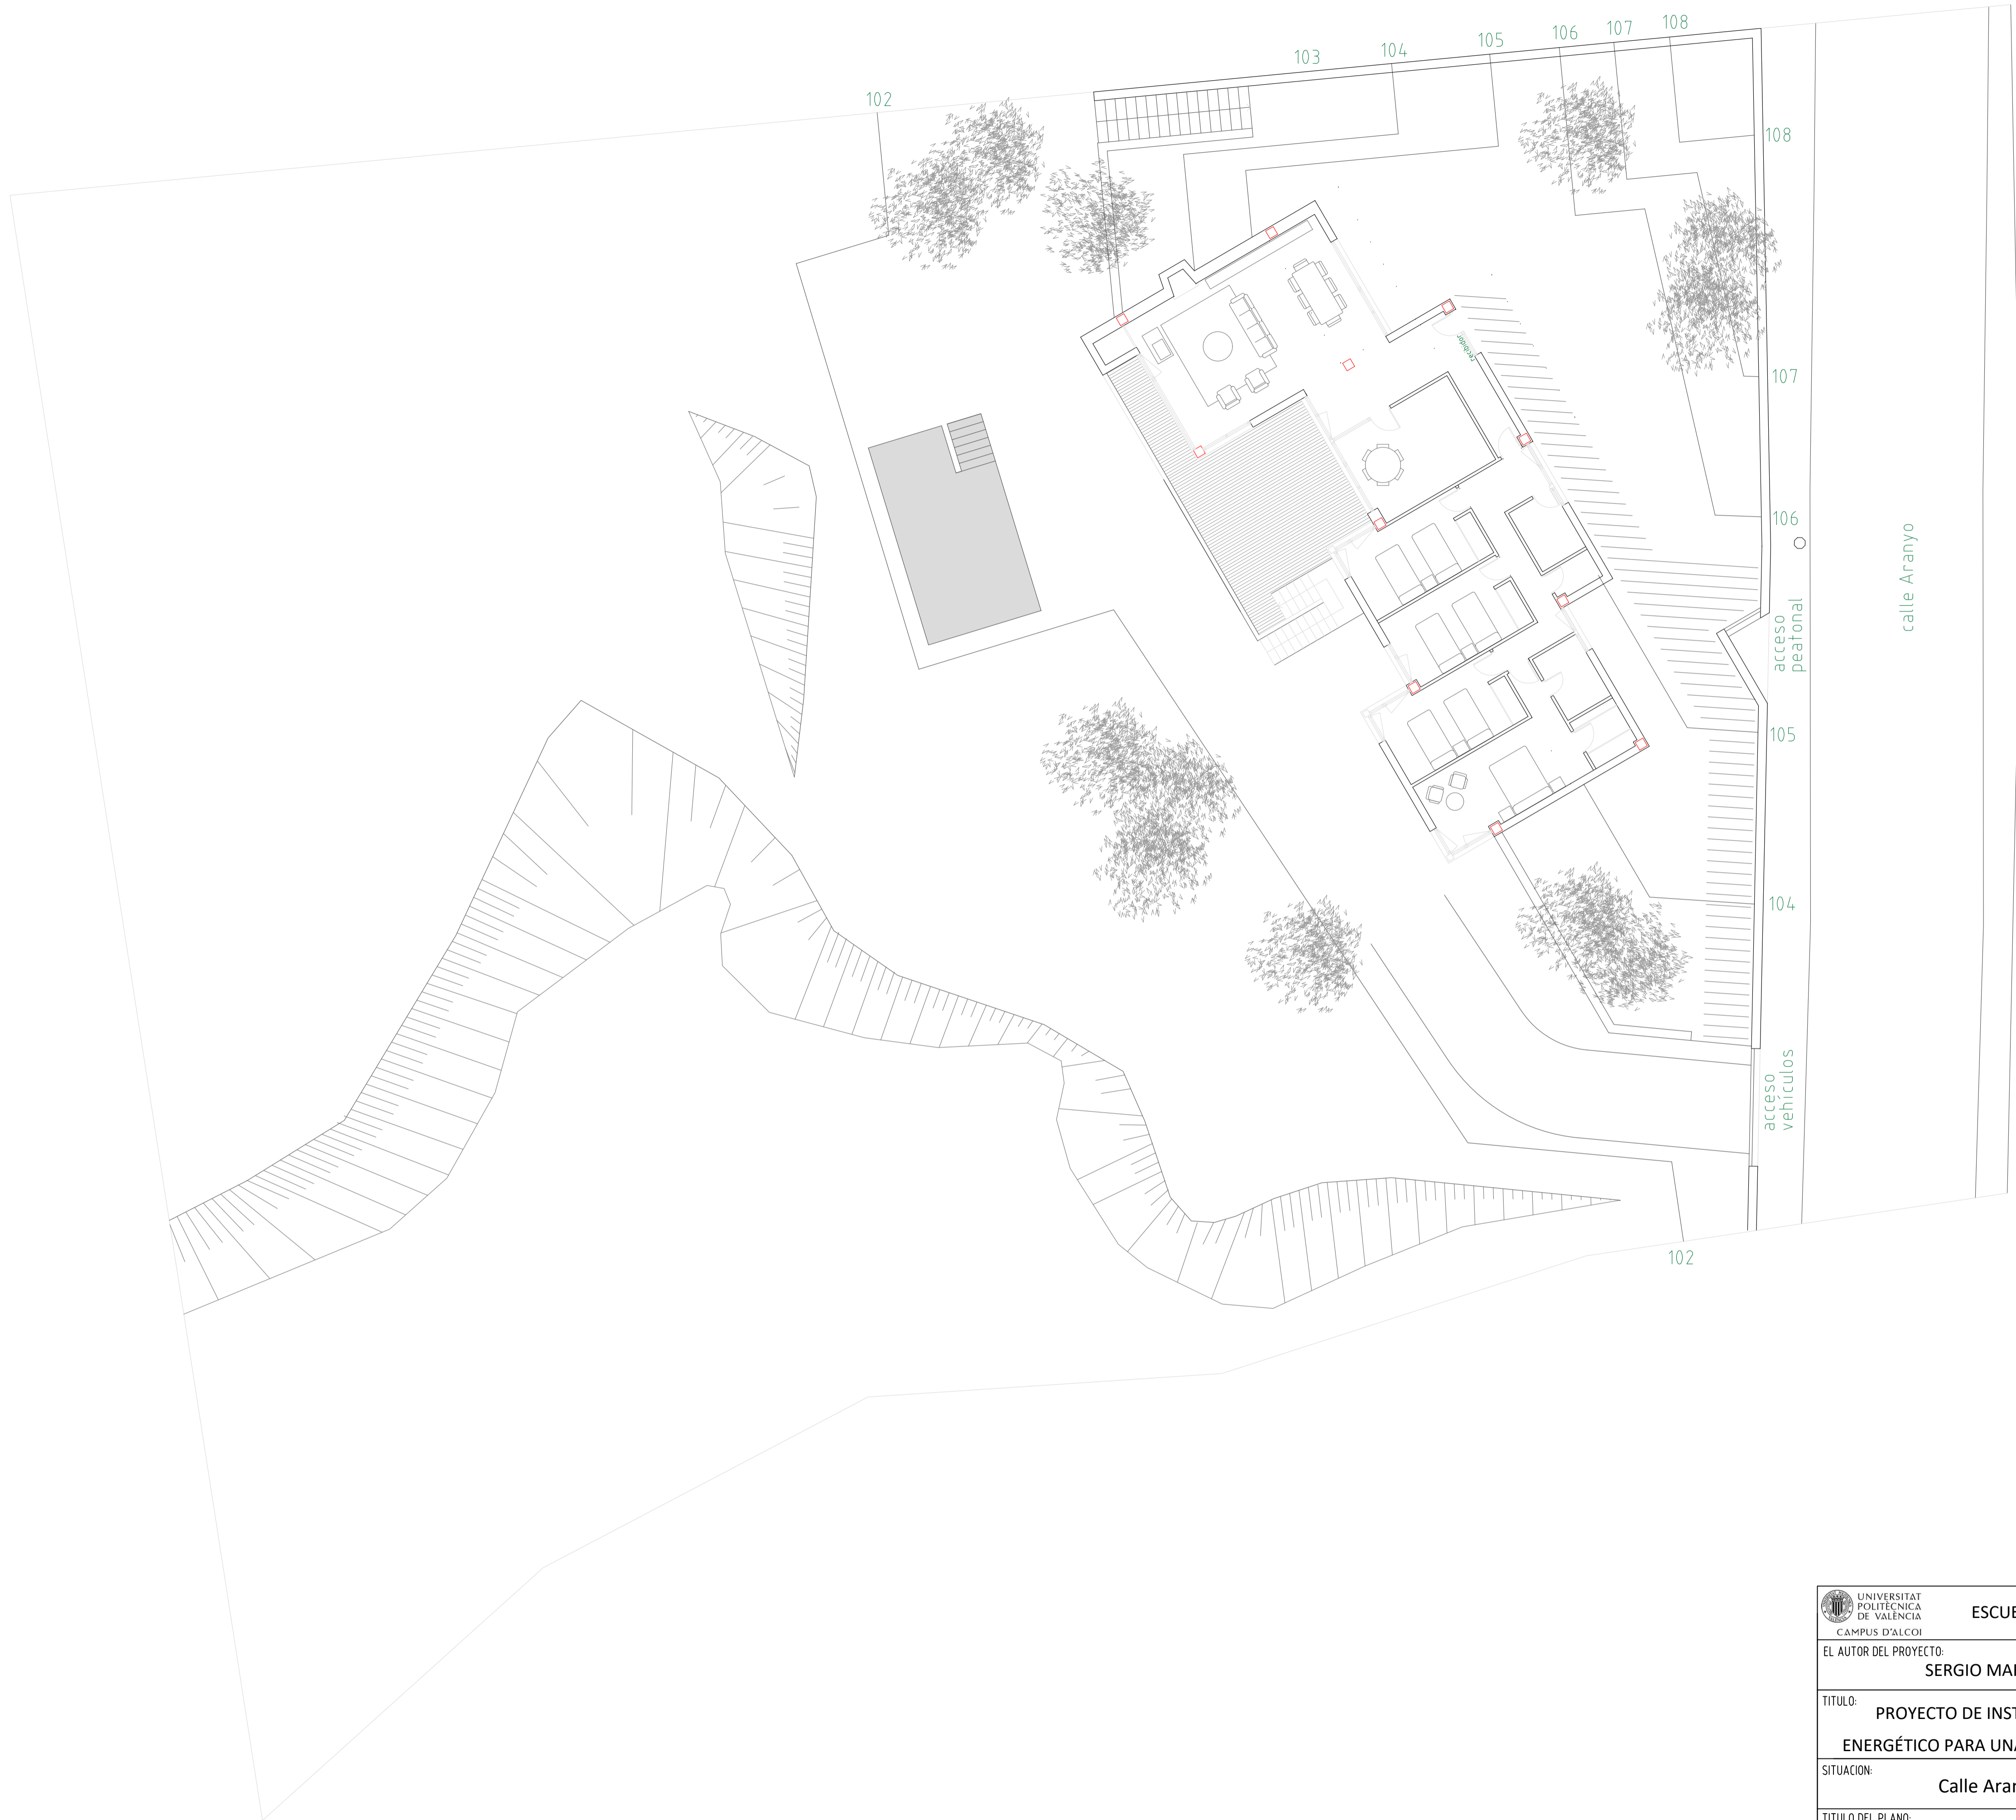 108
107
106
105
104
103
102
108
107
106
105
104
102
recibidor
calle Aranyo
acceso
peatonal
acceso
vehículos
UNIVERSITAT
POLITÈCNICA
DE VALÈNCIA
CAMPUS D'ALCOI
ESCUE
EL AUTOR DEL PROYECTO:
SERGIO MA
TITULO:
PROYECTO DE INST
ENERGÉTICO PARA UNA
SITUACION:
Calle Aran
TITULO DEL PLANO: